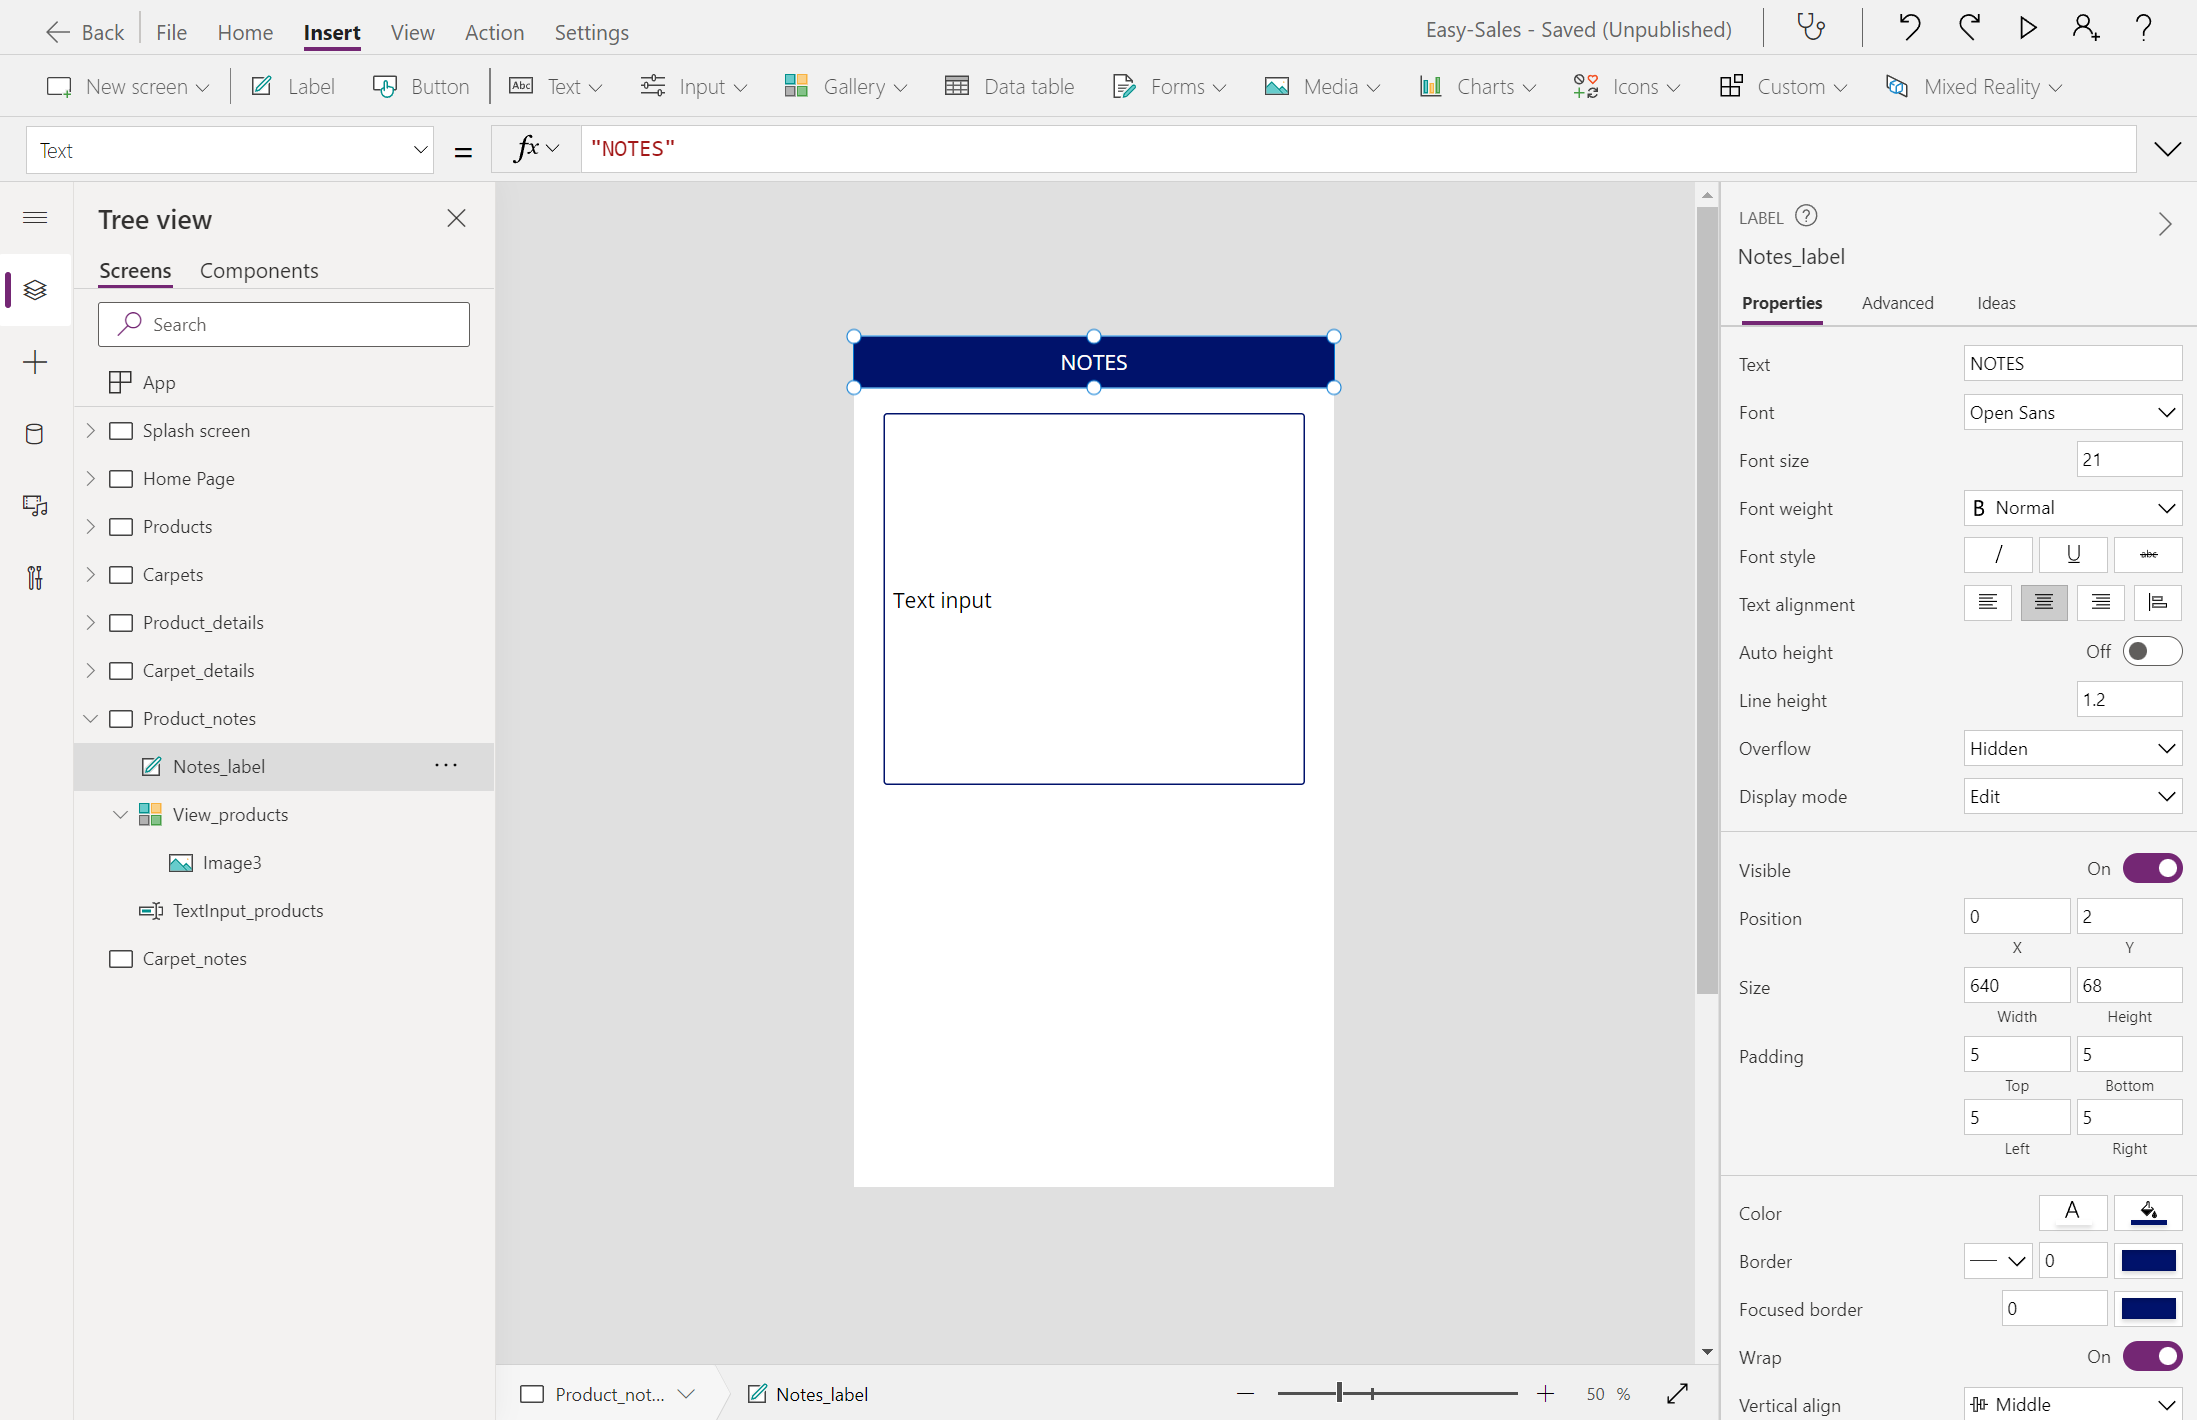 Back File Home Insert View Action Settings Easy-Sales - Saved (Unpublished)
New screen Label Button Abc Text Input Gallery Data table Forms Media Charts Icons Custom Mixed Reality
Text = fx "NOTES"
Tree view
Screens Components
Search
App
Splash screen
Home Page
Products
Carpets
Product_details
Carpet_details
Product_notes
Notes_label ...
View_products
Image3
TextInput_products
Carpet_notes
NOTES
Text input
Product_not... Notes_label 50 %
LABEL ?
Notes_label
Properties Advanced Ideas
Text NOTES
Font Open Sans
Font size 21
Font weight B Normal
Font style / U abc
Text alignment
Auto height Off
Line height 1.2
Overflow Hidden
Display mode Edit
Visible On
Position 0 2
X Y
Size 640 68
Width Height
Padding 5 5
Top Bottom
5 5
Left Right
Color A
Border 0
Focused border 0
Wrap On
Vertical align Middle